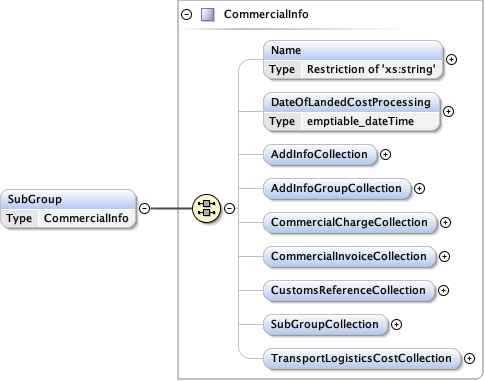 CommercialInfo
Name
Type Restriction of 'xs:string'
DateOfLandedCostProcessing
Type emptiable_dateTime
AddInfoCollection
AddInfoGroupCollection
SubGroup
Type CommercialInfo
CommercialChargeCollection
CommercialInvoiceCollection
CustomsReferenceCollection
SubGroupCollection
TransportLogisticsCostCollection